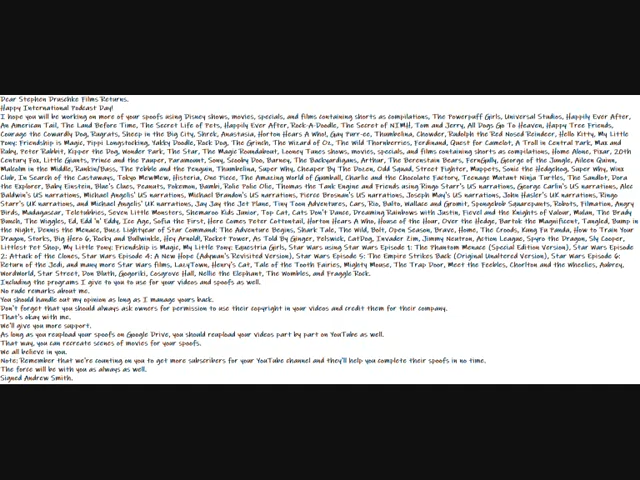 Dear Stephen Druschke Films Returns.
Happy International Podcast Day!
I hope you will be working on more of your spoofs using Disney shows, movies, specials, and films containing shorts as compilations, The Powerpuff Girls, Universal Studios, Happily Ever After,
An American Tail, The Land Before Time, The Secret Life of Pets, Happily Ever After, Rock-A-Doodle, The Secret of NIMH, Tom and Jerry, All Dogs Go To Heaven, Happy Tree Friends,
Courage the Cowardly Dog, Rugrats, Sheep in the Big City, Shrek, Anastasia, Horton Hears A Who!, Gay Purr-ee, Thumbelina, Chowder, Rudolph the Red Nosed Reindeer, Hello Kitty, My Little
Pony: Friendship is Magic, Pippi Longstocking, Yakky Doodle, Rock Dog, The Grinch, The Wizard of Oz, The Wild Thornberries, Ferdinand, Quest for Camelot, A Troll in Central Park, Max and
Ruby, Peter Rabbit, Kipper the Dog, Wonder Park, The Star, The Magic Roundabout, Looney Tunes shows, movies, specials, and films containing shorts as compilations, Home Alone, Pixar, 20th
Century Fox, Little Giants, Prince and the Pauper, Paramount, Sony, Scooby Doo, Barney, The Backyardigans, Arthur, The Berenstain Bears, FernGully, George of the Jungle, Aileen Quinn,
Malcolm in the Middle, Rankin/Bass, The Pebble and the Penguin, Thumbelina, Super Why, Cheaper By The Dozen, Odd Squad, Street Fighter, Muppets, Sonic the Hedgehog, Super Why, Winx
Club, In Search of the Castaways, Tokyo MewMew, Histeria, One Piece, The Amazing World of Gumball, Charlie and the Chocolate Factory, Teenage Mutant Ninja Turtles, The Sandlot, Dora
the Explorer, Baby Einstein, Blue's Clues, Peanuts, Pokemon, Bambi, Rolie Polie Olie, Thomas the Tank Engine and Friends using Ringo Starr's US narrations, George Carlin's US narrations, Alec
Baldwin's US narrations, Michael Angelis' US narrations, Michael Brandon's US narrations, Pierce Brosnan's US narrations, Joseph May's US narrations, John Hasler's UK narrations, Ringo
Starr's UK narrations, and Michael Angelis' UK narrations, Jay Jay the Jet Plane, Tiny Toon Adventures, Cars, Rio, Balto, Wallace and Gromit, Spongebob Squarepants, Robots, Filmation, Angry
Birds, Madagascar, Teletubbies, Seven Little Monsters, Shemaroo Kids Junior, Top Cat, Cats Don't Dance, Dreaming Rainbows with Justin, Fievel and the Knights of Valour, Mulan, The Brady
Bunch, The Wiggles, Ed, Edd 'n' Eddy, Ice Age, Sofia the First, Here Comes Peter Cottontail, Horton Hears A Who, House of the Hour, Over the Hedge, Bartok the Magnificent, Tangled, Bump in
the Night, Dennis the Menace, Buzz Lightyear of Star Command: The Adventure Begins, Shark Tale, The Wild, Bolt, Open Season, Brave, Home, The Croods, Kung Fu Panda, How to Train Your
Dragon, Storks, Big Hero 6, Rocky and Bullwinkle, Hey Arnold, Rocket Power, As Told By Ginger, Pelswick, CatDog, Invader Zim, Jimmy Neutron, Action League, Spyro the Dragon, Sly Cooper,
Littlest Pet Shop, My Little Pony: Friendship is Magic, My Little Pony: Equestria Girls, Star Wars using Star Wars Episode 1: The Phantom Menace (Special Edition Version), Star Wars Episode
2: Attack of the Clones, Star Wars Episode 4: A New Hope (Adywan's Revisited Version), Star Wars Episode 5: The Empire Strikes Back (Original Unaltered Version), Star Wars Episode 6:
Return of the Jedi, and many more Star Wars films, LazyTown, Henry's Cat, Tale of the Tooth Fairies, Mighty Mouse, The Trap Door, Meet the Feebles, Chorlton and the Wheelies, Aubrey,
WordWorld, Star Street, Don Bluth, Gogoriki, Cosgrove Hall, Nellie the Elephant, The Wombles, and Fraggle Rock.
Including the programs I give to you to use for your videos and spoofs as well.
No rude remarks about me.
You should handle out my opinion as long as I manage yours back.
Don't forget that you should always ask owners for permission to use their copyright in your videos and credit them for their company.
That's okay with me.
We'll give you more support.
As long as you reupload your spoofs on Google Drive, you should reupload your videos part by part on YouTube as well.
That way, you can recreate scenes of movies for your spoofs.
We all believe in you.
Note: Remember that we're counting on you to get more subscribers for your YouTube channel and they'll help you complete their spoofs in no time.
The force will be with you as always as well.
Signed Andrew Smith.